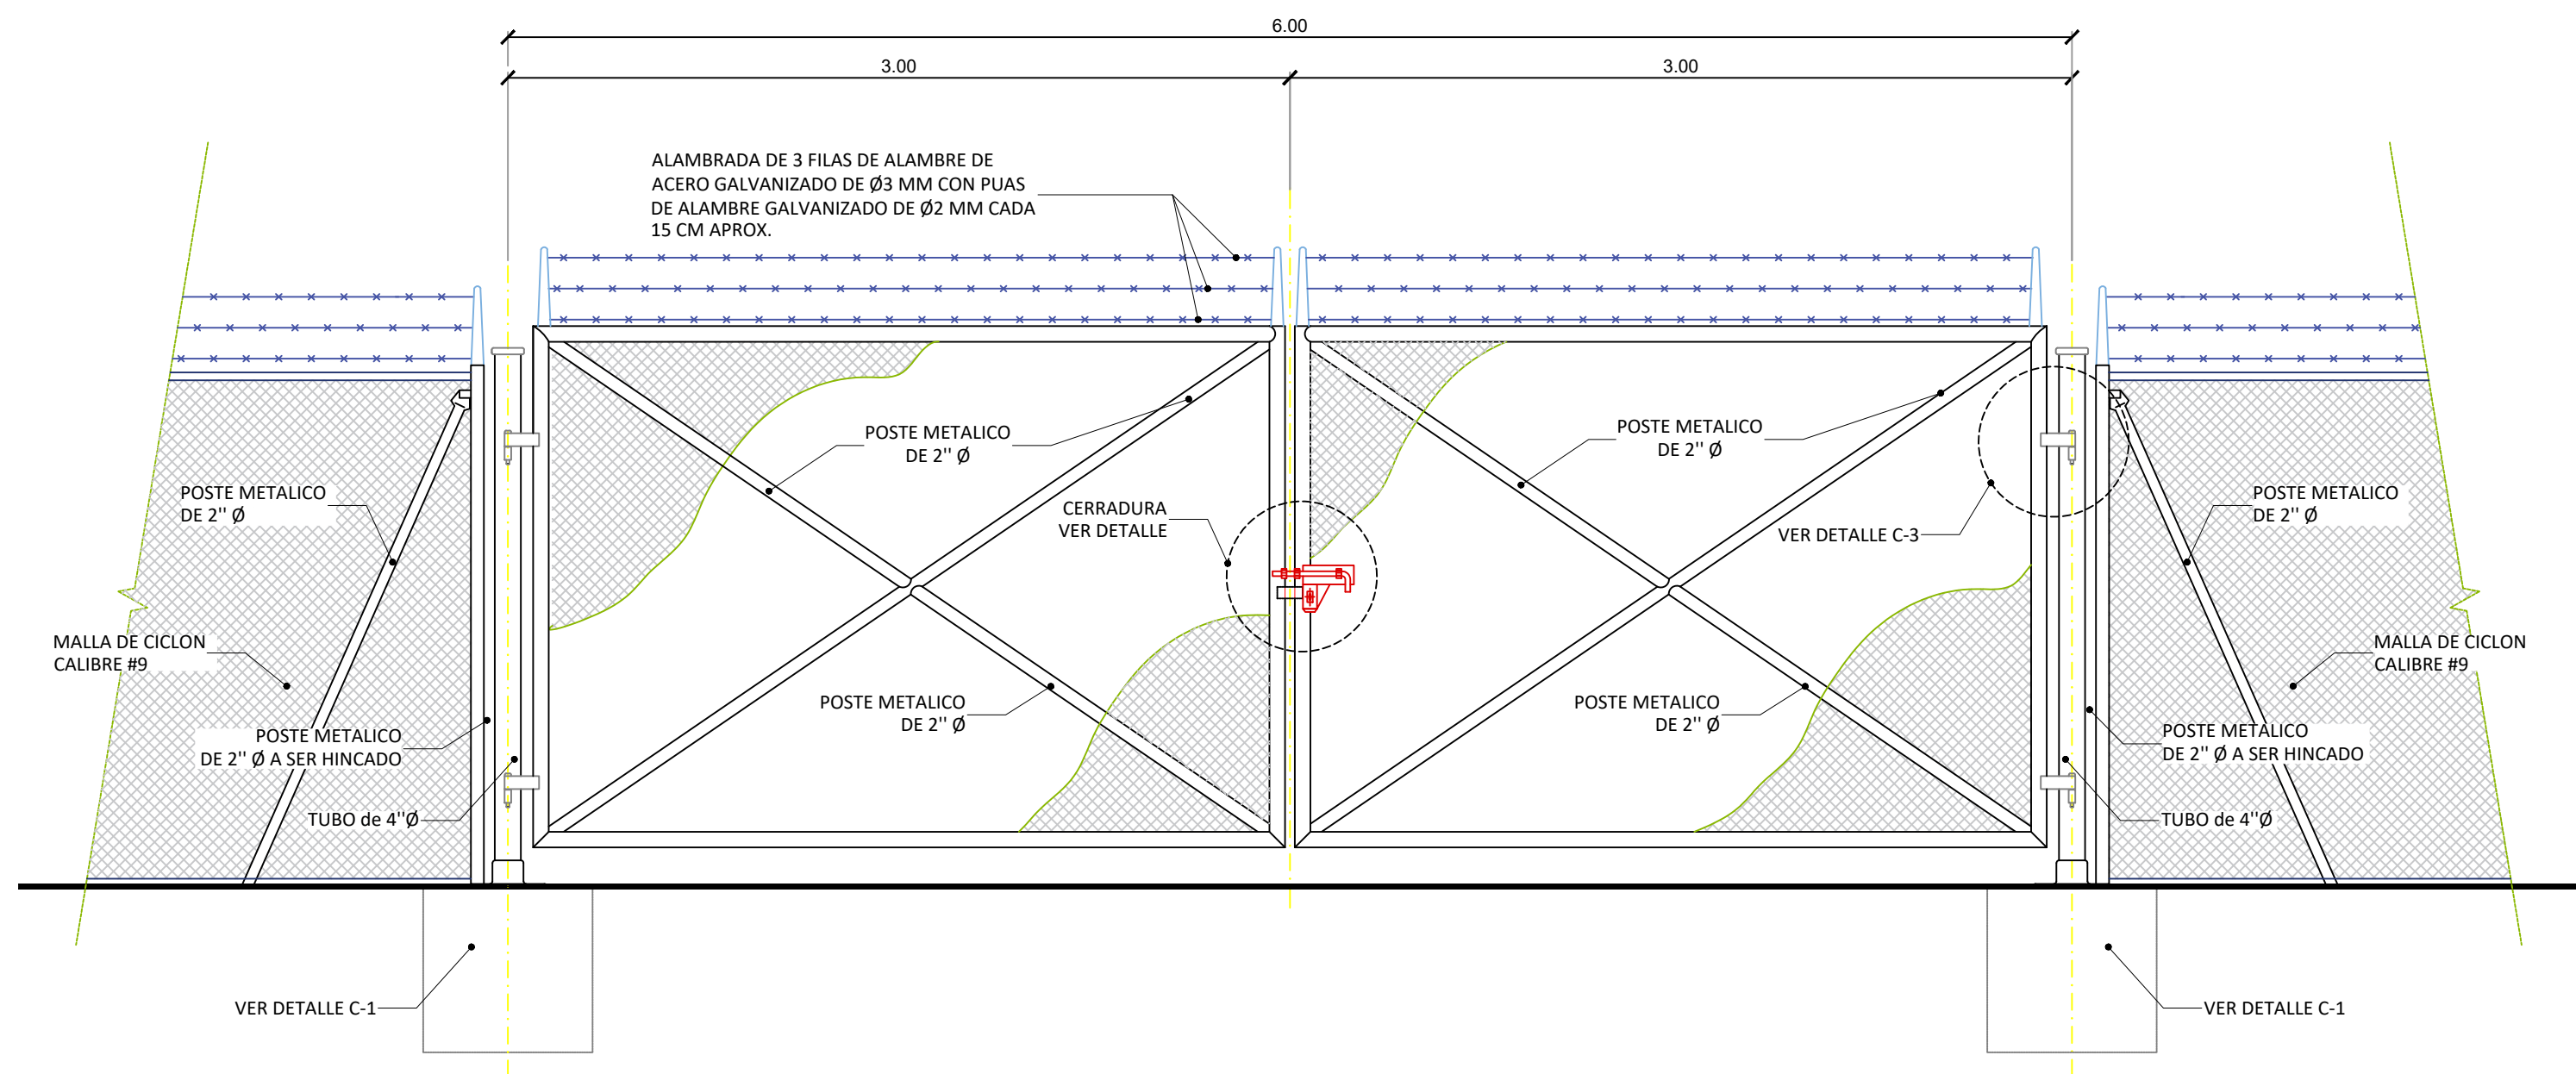 6.00
3.00
3.00
ALAMBRADA DE 3 FILAS DE ALAMBRE DE
ACERO GALVANIZADO DE Ø3 MM CON PUAS
DE ALAMBRE GALVANIZADO DE Ø2 MM CADA
15 CM APROX.
POSTE METALICO
DE 2'' Ø
POSTE METALICO
DE 2'' Ø
POSTE METALICO
DE 2'' Ø
POSTE METALICO
DE 2'' Ø
CERRADURA
VER DETALLE
VER DETALLE C-3
MALLA DE CICLON
CALIBRE #9
MALLA DE CICLON
CALIBRE #9
POSTE METALICO
DE 2'' Ø
POSTE METALICO
DE 2'' Ø
POSTE METALICO
DE 2'' Ø A SER HINCADO
POSTE METALICO
DE 2'' Ø A SER HINCADO
TUBO de 4''Ø
TUBO de 4''Ø
VER DETALLE C-1
VER DETALLE C-1